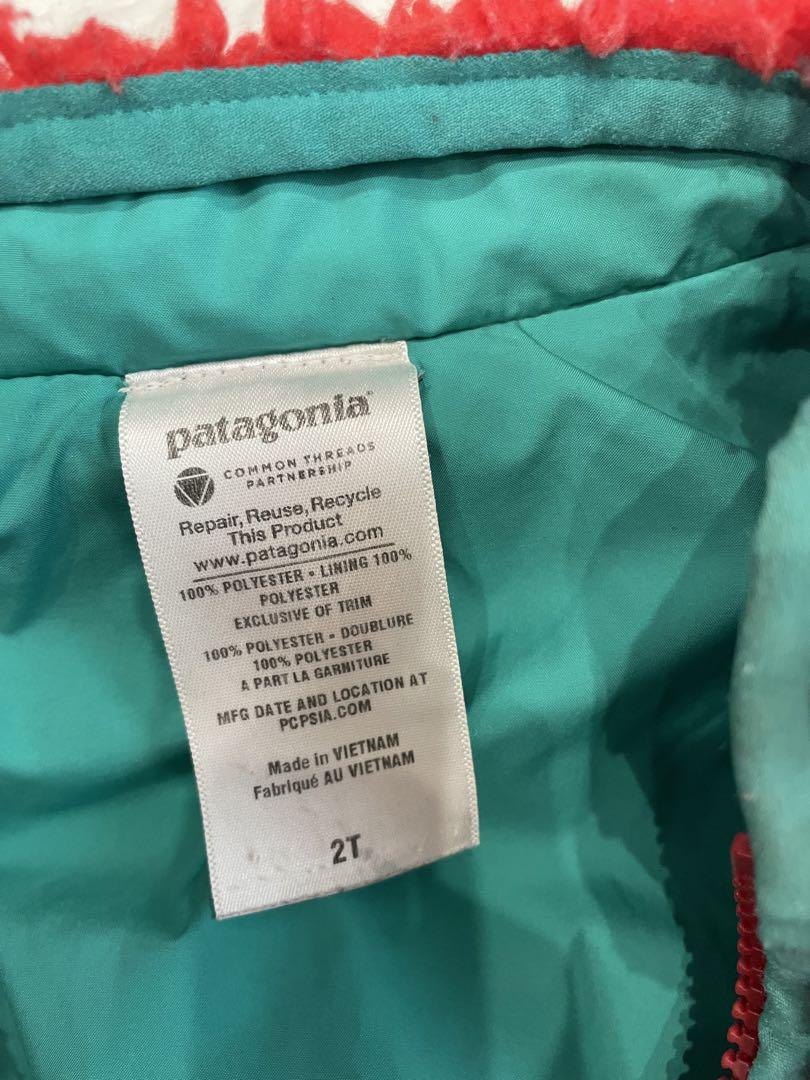 patagonia
COMMON THREADS
PARTNERSHIP
Repair, Reuse, Recycle
This Product
www.patagonia.com
100% POLYESTER • LINING 100%
POLYESTER
EXCLUSIVE OF TRIM
100% POLYESTER • DOUBLURE
100% POLYESTER
A PART LA GARNITURE
MFG DATE AND LOCATION AT
PCPSIA.COM
Made in VIETNAM
Fabriqué AU VIETNAM
2T